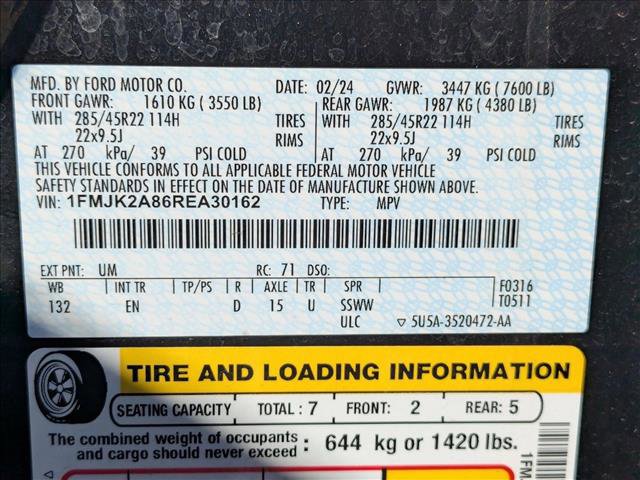 MFD. BY FORD MOTOR CO. DATE: 02/24 GVWR: 3447 KG (7600 LB)
FRONT GAWR: 1610 KG (3550 LB) REAR GAWR: 1987 KG (4380 LB)
WITH 285/45R22 114H TIRES WITH 285/45R22 114H TIRES
22x9.5J RIMS 22x9.5J RIMS
AT 270 kPa/ 39 PSI COLD AT 270 kPa/ 39 PSI COLD
THIS VEHICLE CONFORMS TO ALL APPLICABLE FEDERAL MOTOR VEHICLE
SAFETY STANDARDS IN EFFECT ON THE DATE OF MANUFACTURE SHOWN ABOVE.
VIN: 1FMJK2A86REA30162 TYPE: MPV
EXT PNT: UM RC: 71 DSO: F0316
WB INT TR TP/PS R AXLE TR SPR T0511
132 EN D 15 U SSWW
ULC ▽ 5U5A-3520472-AA
TIRE AND LOADING INFORMATION
SEATING CAPACITY TOTAL : 7 FRONT: 2 REAR: 5
The combined weight of occupants
and cargo should never exceed : 644 kg or 1420 lbs.
1FM